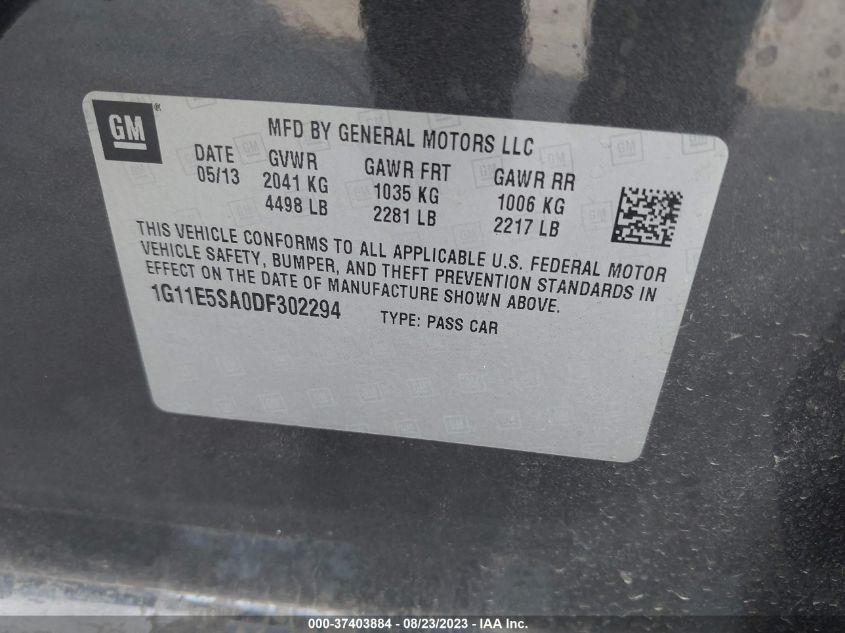 GM ®
MFD BY GENERAL MOTORS LLC
DATE GVWR GAWR FRT GAWR RR
05/13 2041 KG 1035 KG 1006 KG
4498 LB 2281 LB 2217 LB
THIS VEHICLE CONFORMS TO ALL APPLICABLE U.S. FEDERAL MOTOR
VEHICLE SAFETY, BUMPER, AND THEFT PREVENTION STANDARDS IN
EFFECT ON THE DATE OF MANUFACTURE SHOWN ABOVE.
1G11E5SA0DF302294 TYPE: PASS CAR
000-37403884 - 08/23/2023 - IAA Inc.